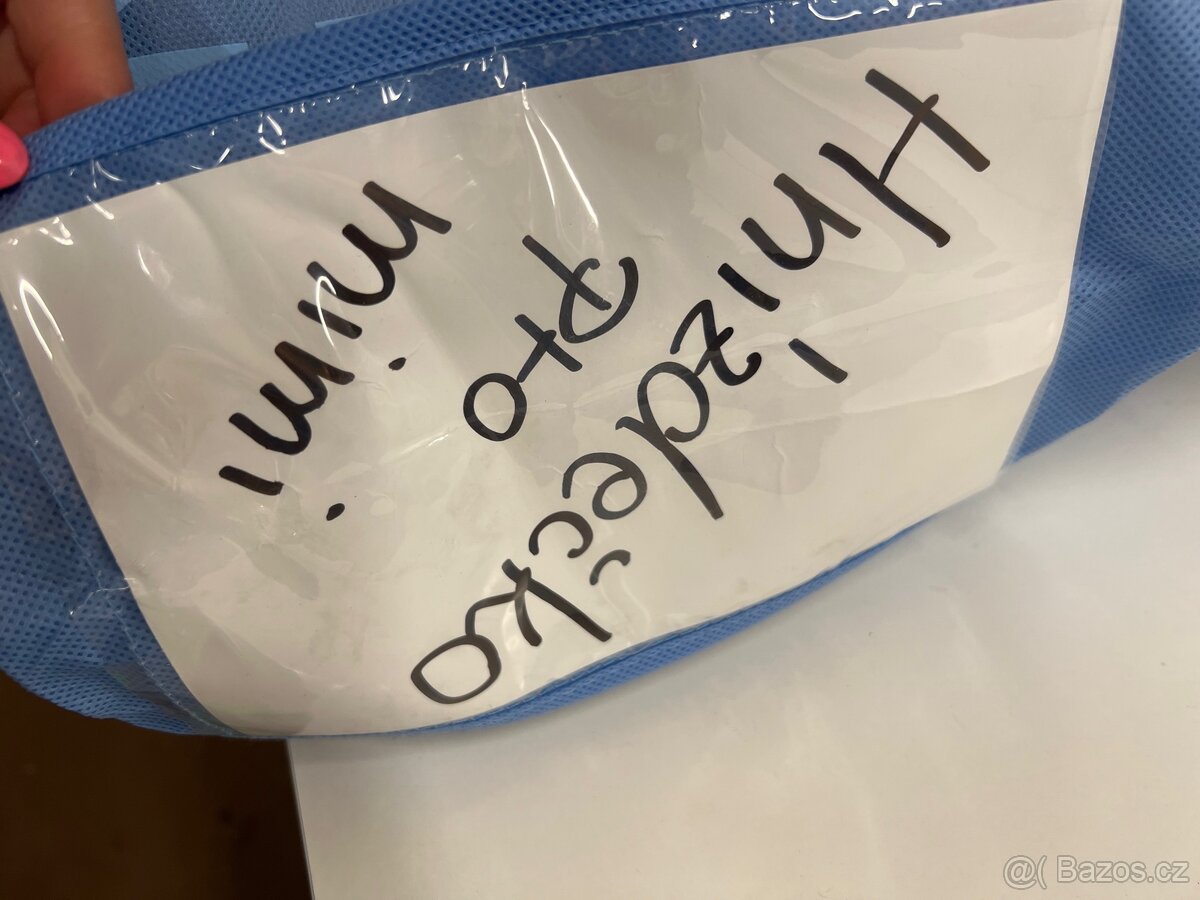 Hnízdečko
pro
mimi
@( Bazos.cz